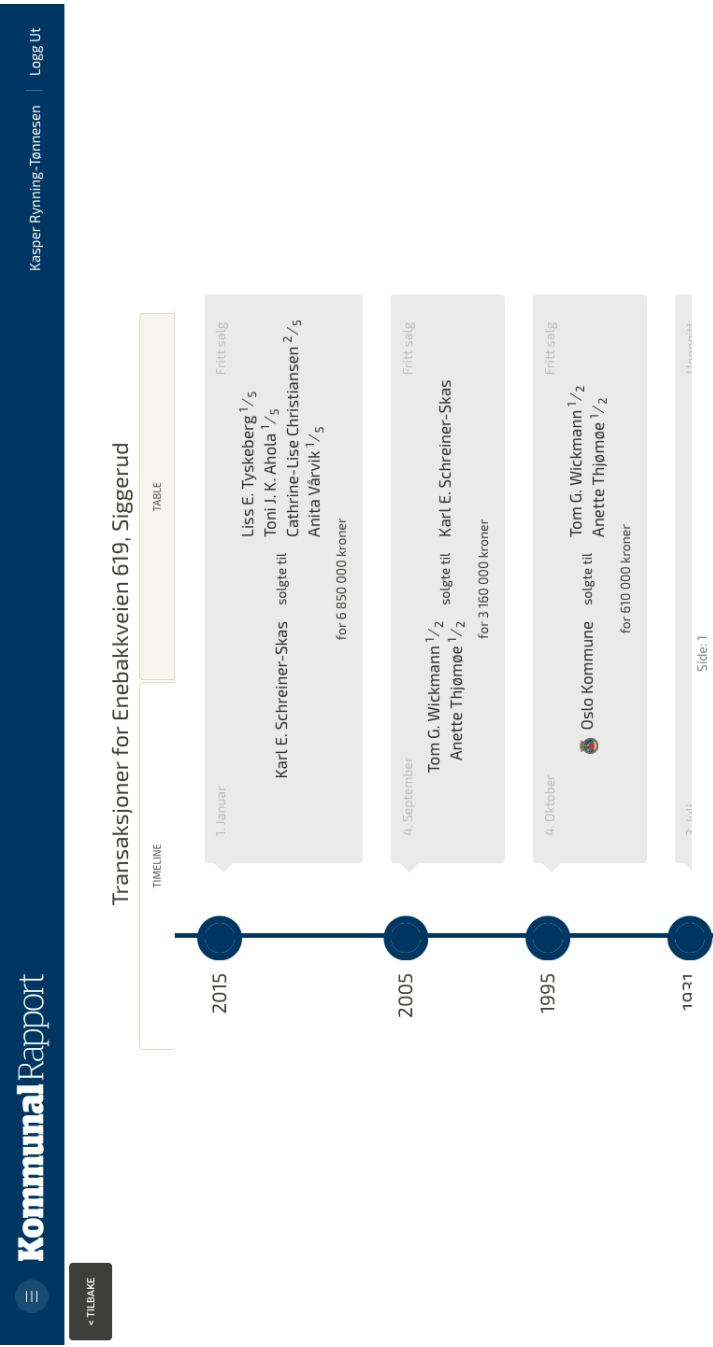 Kommunal Rapport
Kasper Rynning-Tønnesen | Logg Ut
< TILBAKE
Transaksjoner for Enebakkveien 619, Siggerud
TIMELINE
TABLE
2015
1. Januar
Fritt salg
Karl E. Schreiner-Skas solgte til
Liss E. Tyskeberg 1/5
Toni J. K. Ahola 1/5
Cathrine-Lise Christiansen 2/5
Anita Vårvik 1/5
for 6 850 000 kroner
2005
4. September
Fritt salg
Tom G. Wickmann 1/2
Anette Thjømøe 1/2
solgte til Karl E. Schreiner-Skas
for 3 160 000 kroner
1995
4. Oktober
Fritt salg
Oslo Kommune solgte til
Tom G. Wickmann 1/2
Anette Thjømøe 1/2
for 610 000 kroner
Side: 1